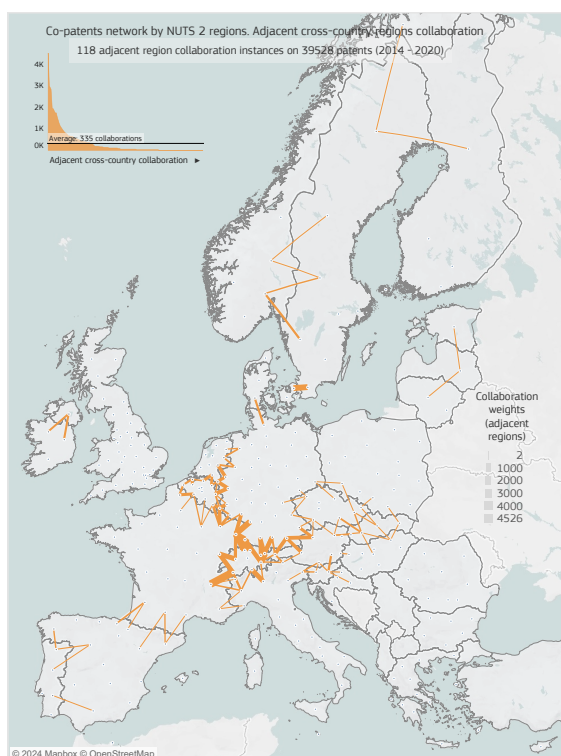 Co-patents network by NUTS 2 regions. Adjacent cross-country regions collaboration
118 adjacent region collaboration instances on 39528 patents (2014 - 2020)
4K
3K
2K
1K
Average: 335 collaborations
0K
Adjacent cross-country collaboration ►
Collaboration
weights
(adjacent
regions)
2
1000
2000
3000
4000
4526
© 2024 Mapbox © OpenStreetMap